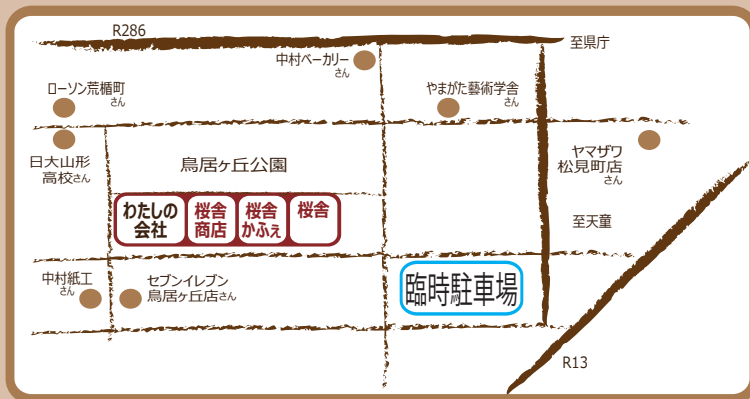 R286
至県庁
中村ベーカリー
さん
ローソン荒楯町
さん
やまがた藝術学舎
さん
日大山形
高校さん
鳥居ヶ丘公園
ヤマザワ
松見町店
さん
わたしの
会社
桜舎
商店
桜舎
かふぇ
桜舎
至天童
中村紙工
さん
セブンイレブン
鳥居ヶ丘店さん
臨時駐車場
R13